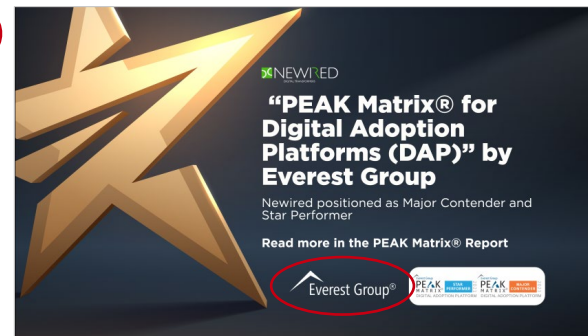 NEWIRED
“PEAK Matrix® for
Digital Adoption
Platforms (DAP)” by
Everest Group
Newired positioned as Major Contender and
Star Performer
Read more in the PEAK Matrix® Report
Everest Group®
PEAK MATRIX STAR PERFORMER
DIGITAL ADOPTION PLATFORM
PEAK MATRIX MAJOR CONTENDER
DIGITAL ADOPTION PLATFORM